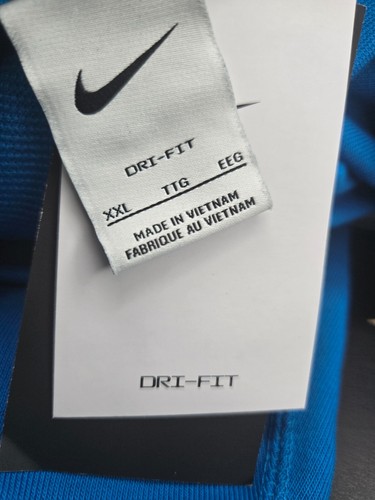 DRI-FIT
XXL TTG EEG
MADE IN VIETNAM
FABRIQUE AU VIETNAM
DRI-FIT